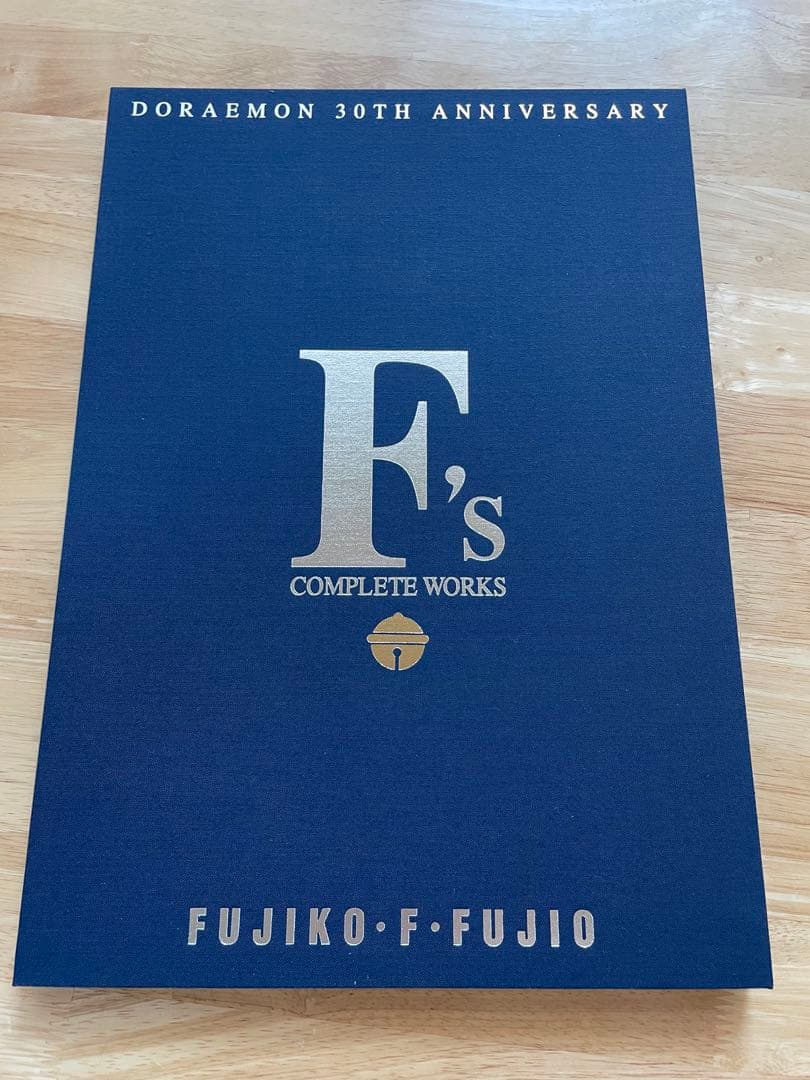 DORAEMON 30TH ANNIVERSARY
F's
COMPLETE WORKS
FUJIKO・F・FUJIO